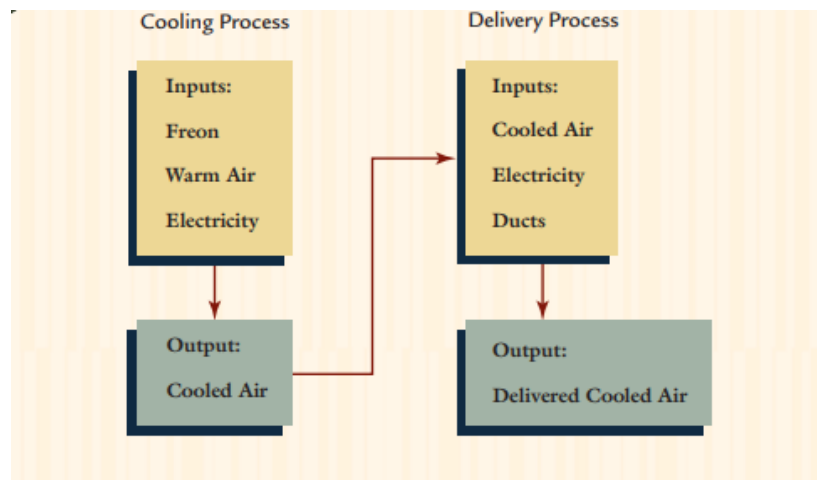 Cooling Process
Inputs:
Freon
Warm Air
Electricity
Output:
Cooled Air
Delivery Process
Inputs:
Cooled Air
Electricity
Ducts
Output:
Delivered Cooled Air